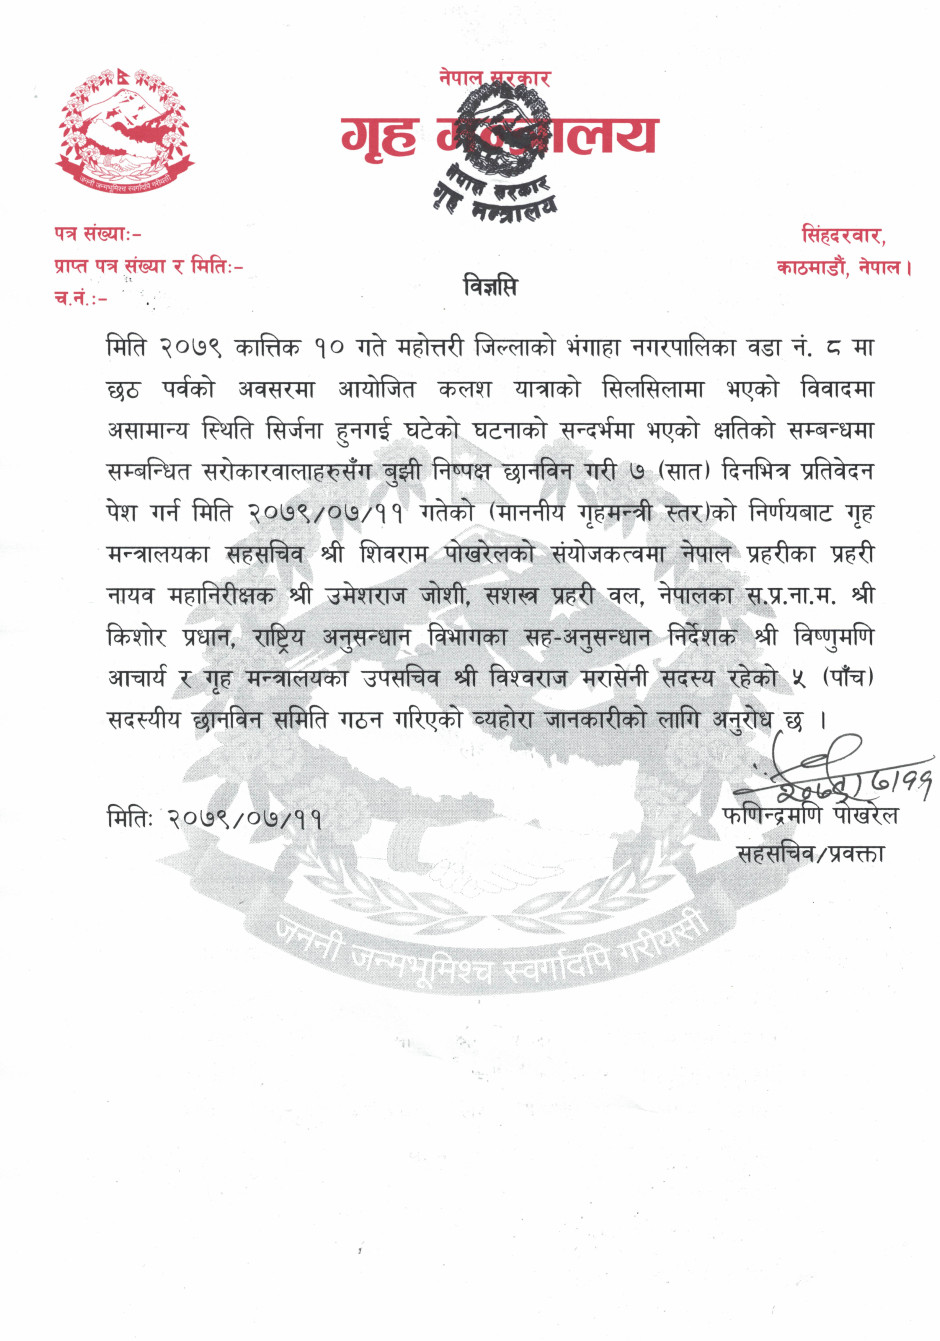 नेपाल सरकार
गृह मन्त्रालय
नेपाल सरकार
गृह मन्त्रालय
जननी जन्मभूमिश्च स्वर्गादपि गरीयसी
पत्र संख्याः-
प्राप्त पत्र संख्या र मितिः-
च.नं.ः-
सिंहदरवार,
काठमाडौं, नेपाल।
विज्ञप्ति
मिति २०७९ कात्तिक १० गते महोत्तरी जिल्लाको भंगाहा नगरपालिका वडा नं. ८ मा
छठ पर्वको अवसरमा आयोजित कलश यात्राको सिलसिलामा भएको विवादमा
असामान्य स्थिति सिर्जना हुनगई घटेको घटनाको सन्दर्भमा भएको क्षतिको सम्बन्धमा
सम्बन्धित सरोकारवालाहरुसँग बुझी निष्पक्ष छानविन गरी ७ (सात) दिनभित्र प्रतिवेदन
पेश गर्न मिति २०७९/०७/११ गतेको (माननीय गृहमन्त्री स्तर)को निर्णयबाट गृह
मन्त्रालयका सहसचिव श्री शिवराम पोखरेलको संयोजकत्वमा नेपाल प्रहरीका प्रहरी
नायव महानिरीक्षक श्री उमेशराज जोशी, सशस्त्र प्रहरी वल, नेपालका स.प्र.ना.म. श्री
किशोर प्रधान, राष्ट्रिय अनुसन्धान विभागका सह-अनुसन्धान निर्देशक श्री विष्णुमणि
आचार्य र गृह मन्त्रालयका उपसचिव श्री विश्वराज मरासेनी सदस्य रहेको ५ (पाँच)
सदस्यीय छानविन समिति गठन गरिएको व्यहोरा जानकारीको लागि अनुरोध छ ।
२०७९/७/११
मितिः २०७९/०७/११
फणिन्द्रमणि पोखरेल
सहसचिव/प्रवक्ता
जननी जन्मभूमिश्च स्वर्गादपि गरीयसी